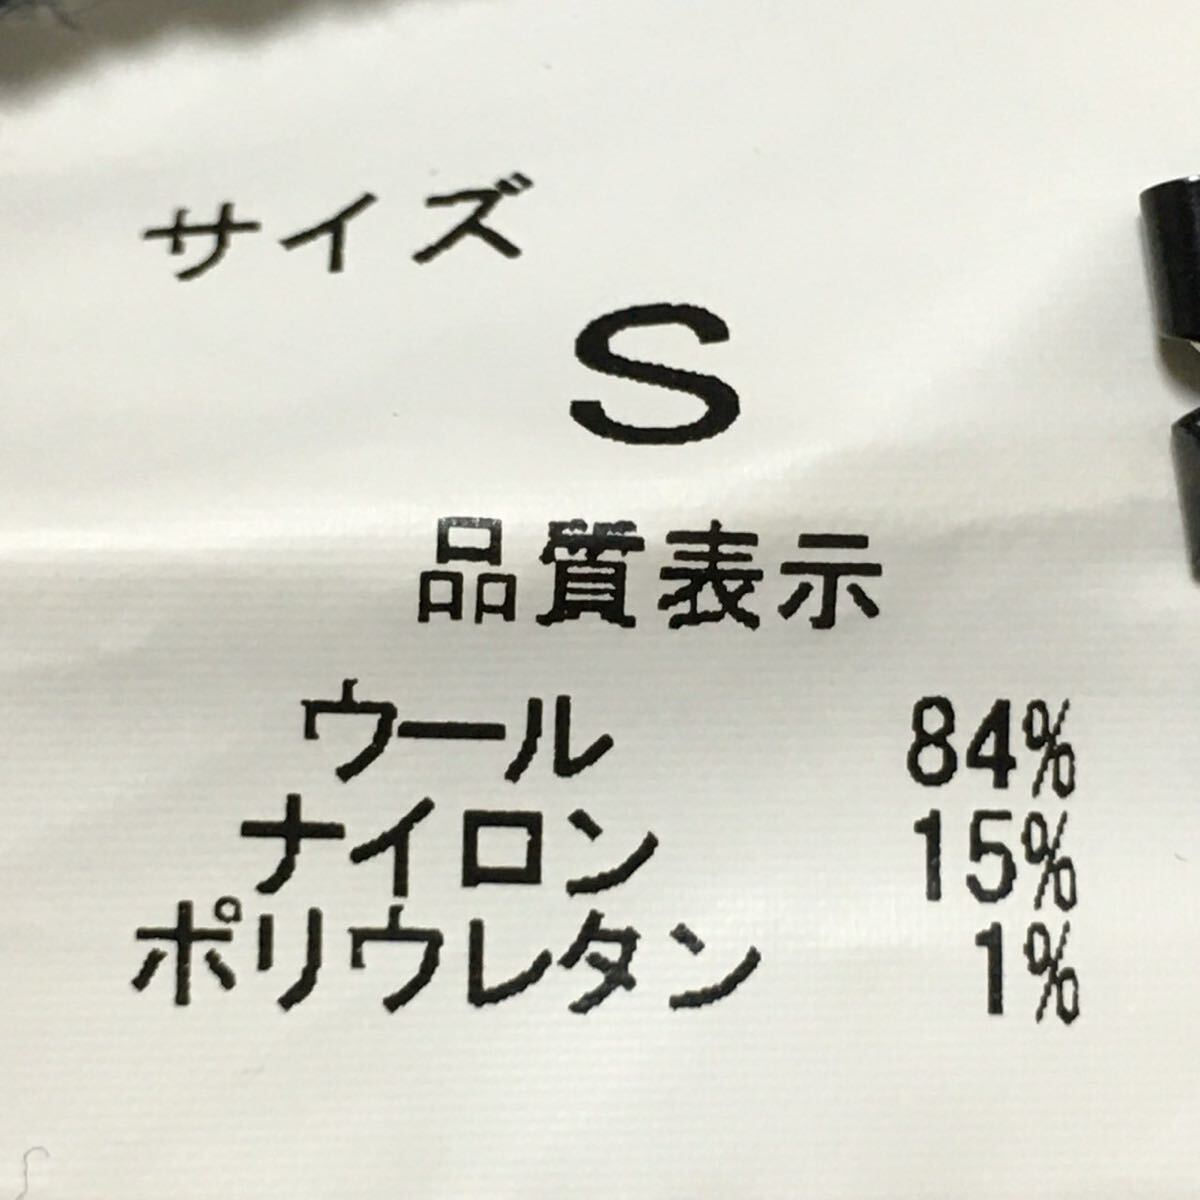 サイズ
S
品質表示
ウール 84%
ナイロン 15%
ポリウレタン 1%